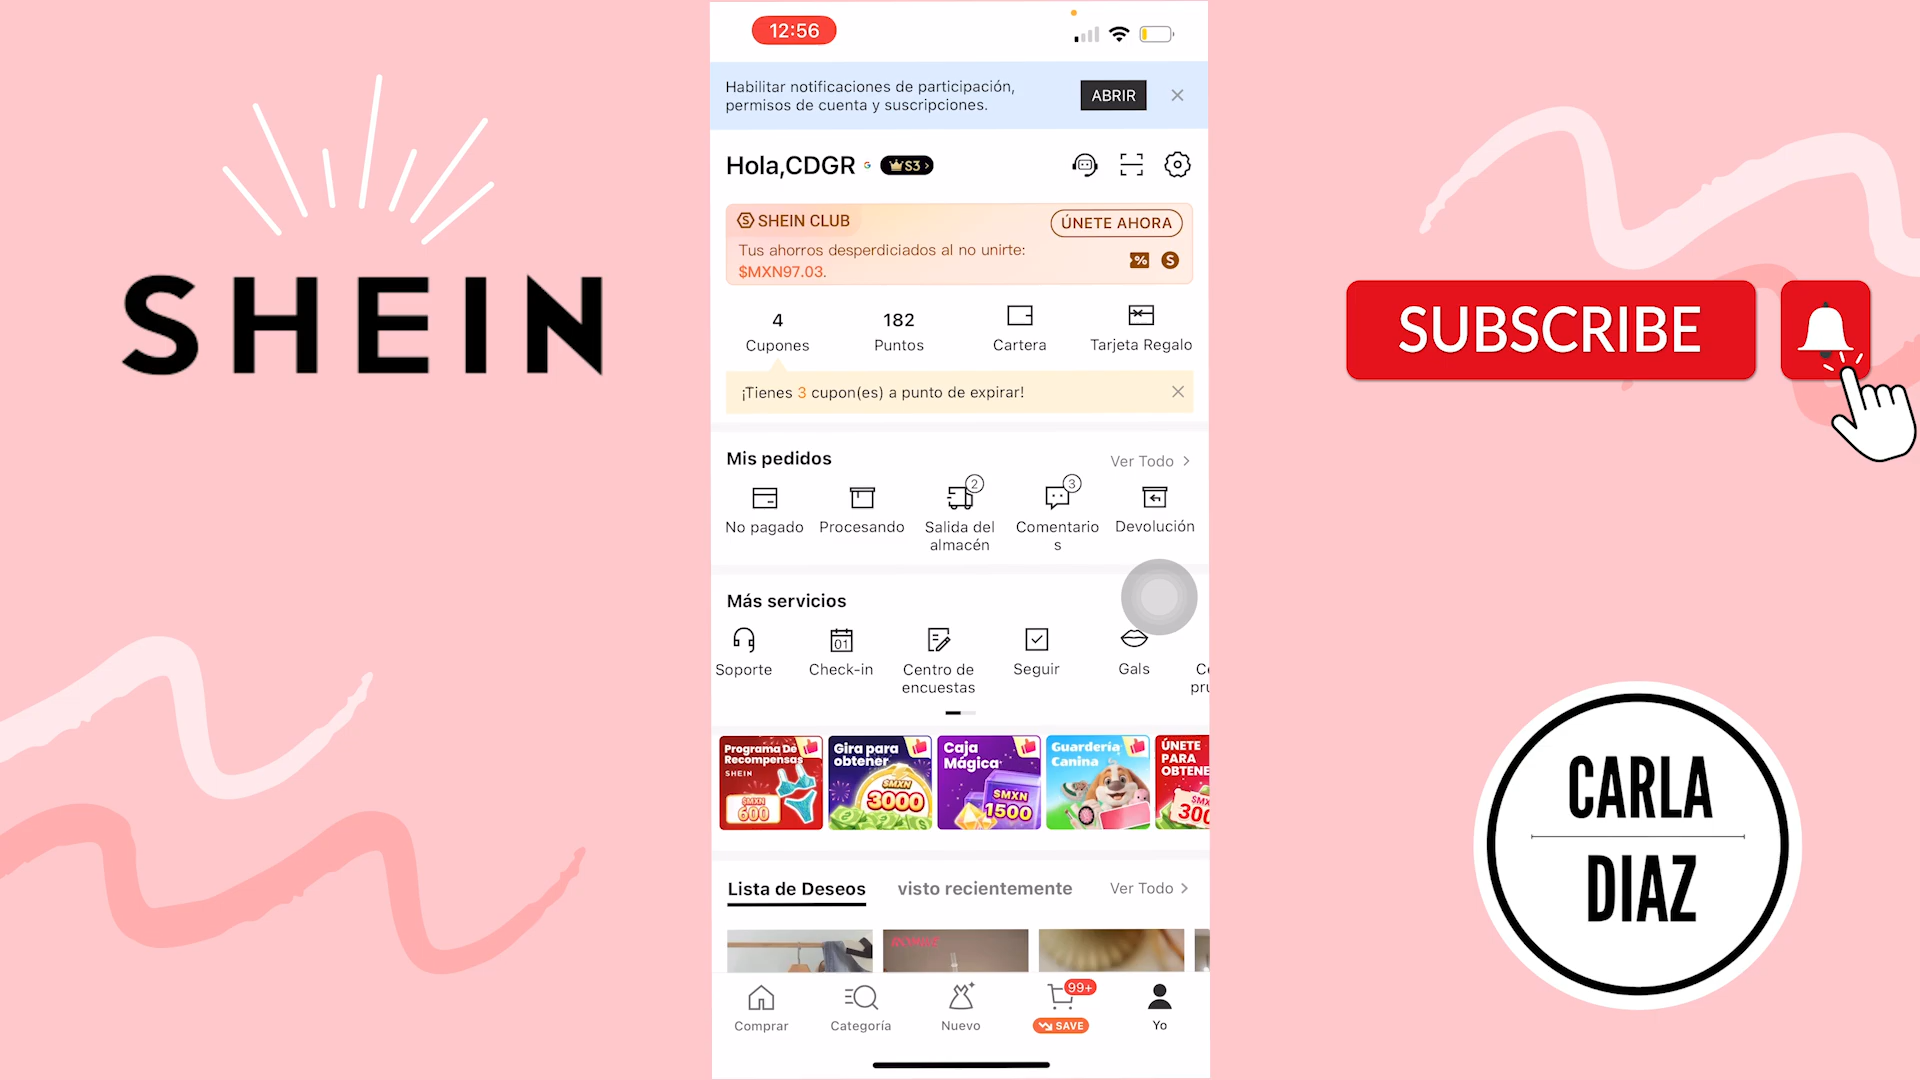 SHEIN
12:56
Habilitar notificaciones de participación,
permisos de cuenta y suscripciones.
ABRIR
Hola,CDGR
S3
SHEIN CLUB
ÚNETE AHORA
Tus ahorros desperdiciados al no unirte:
$MXN97.03.
%
S
4
Cupones
182
Puntos
Cartera
Tarjeta Regalo
¡Tienes 3 cupon(es) a punto de expirar!
Mis pedidos
Ver Todo
No pagado
Procesando
2
Salida del
almacén
3
Comentario
s
Devolución
Más servicios
Soporte
01
Check-in
Centro de
encuestas
Seguir
Gals
Programa De
Recompensas
SHEIN
$MXN
600
Gira para
obtener
$MXN
3000
Caja
Mágica
$MXN
1500
Guardería
Canina
ÚNETE
PARA
OBTENE
Lista de Deseos
visto recientemente
Ver Todo
Comprar
Categoría
Nuevo
99+
SAVE
Yo
SUBSCRIBE
CARLA
DIAZ